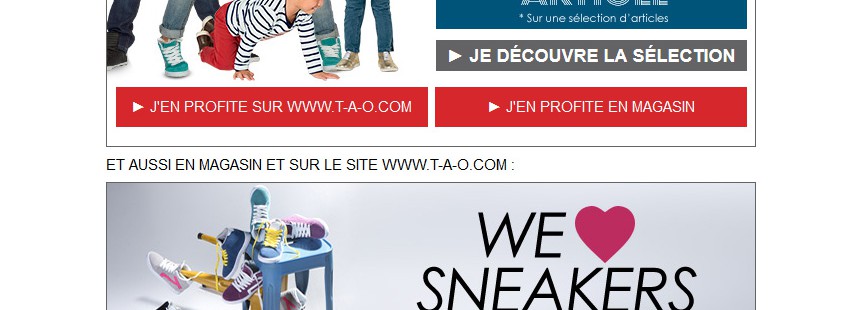 * Sur une sélection d'articles
► JE DÉCOUVRE LA SÉLECTION
► J'EN PROFITE SUR WWW.T-A-O.COM
► J'EN PROFITE EN MAGASIN
ET AUSSI EN MAGASIN ET SUR LE SITE WWW.T-A-O.COM :
WE
SNEAKERS